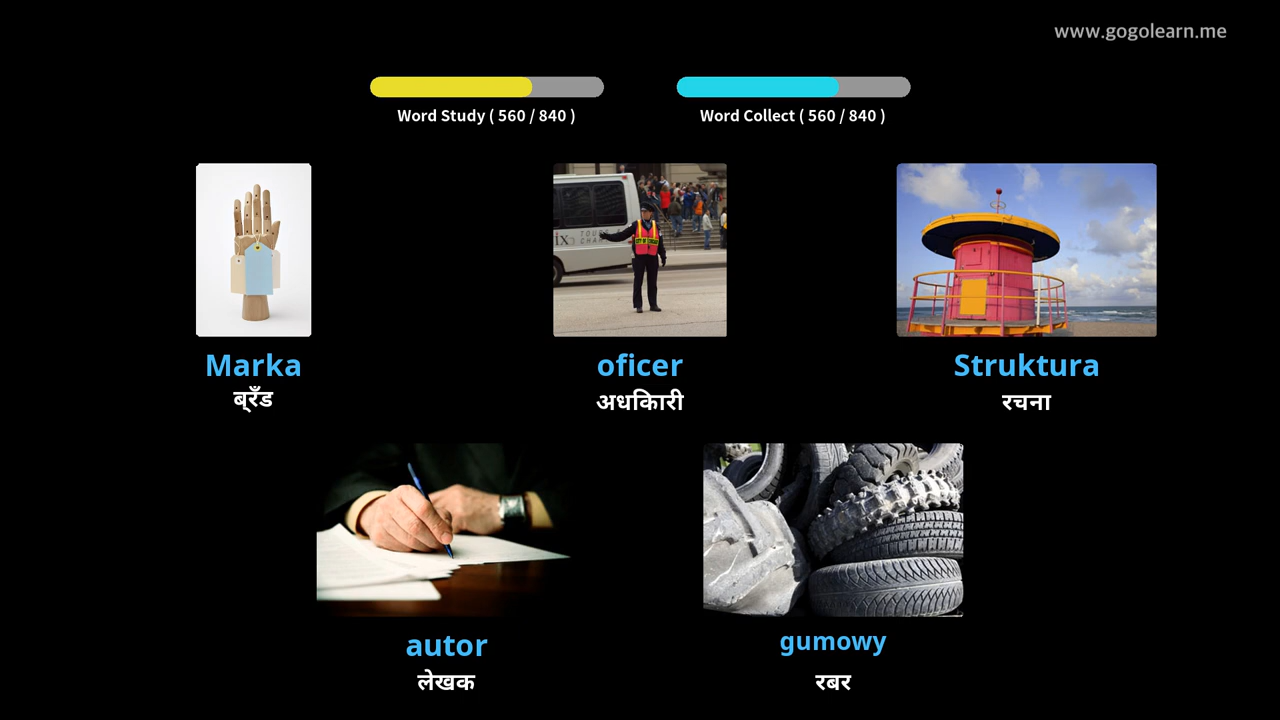 www.gogolearn.me
Word Study ( 560 / 840 )
Word Collect ( 560 / 840 )
Marka
ब्रँड
oficer
अधिकारी
Struktura
रचना
autor
लेखक
gumowy
रबर